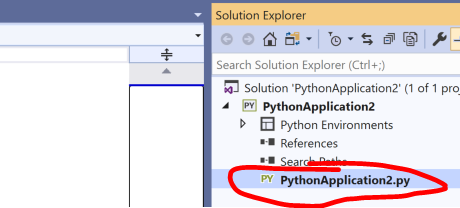 Solution Explorer
Search Solution Explorer (Ctrl+;)
Solution 'PythonApplication2' (1 of 1 pro
PY PythonApplication2
Python Environments
References
Search Paths
PY PythonApplication2.py